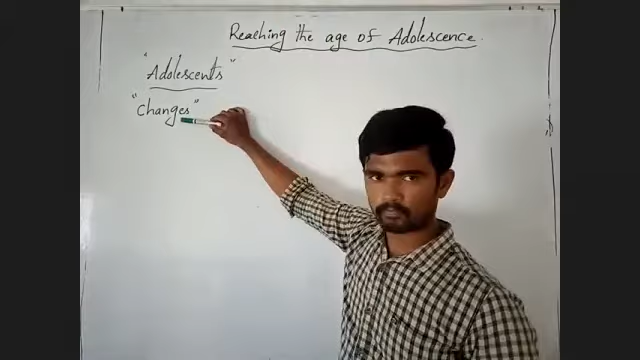 Reaching the age of Adolescence.
"Adolescents"
"Changes"